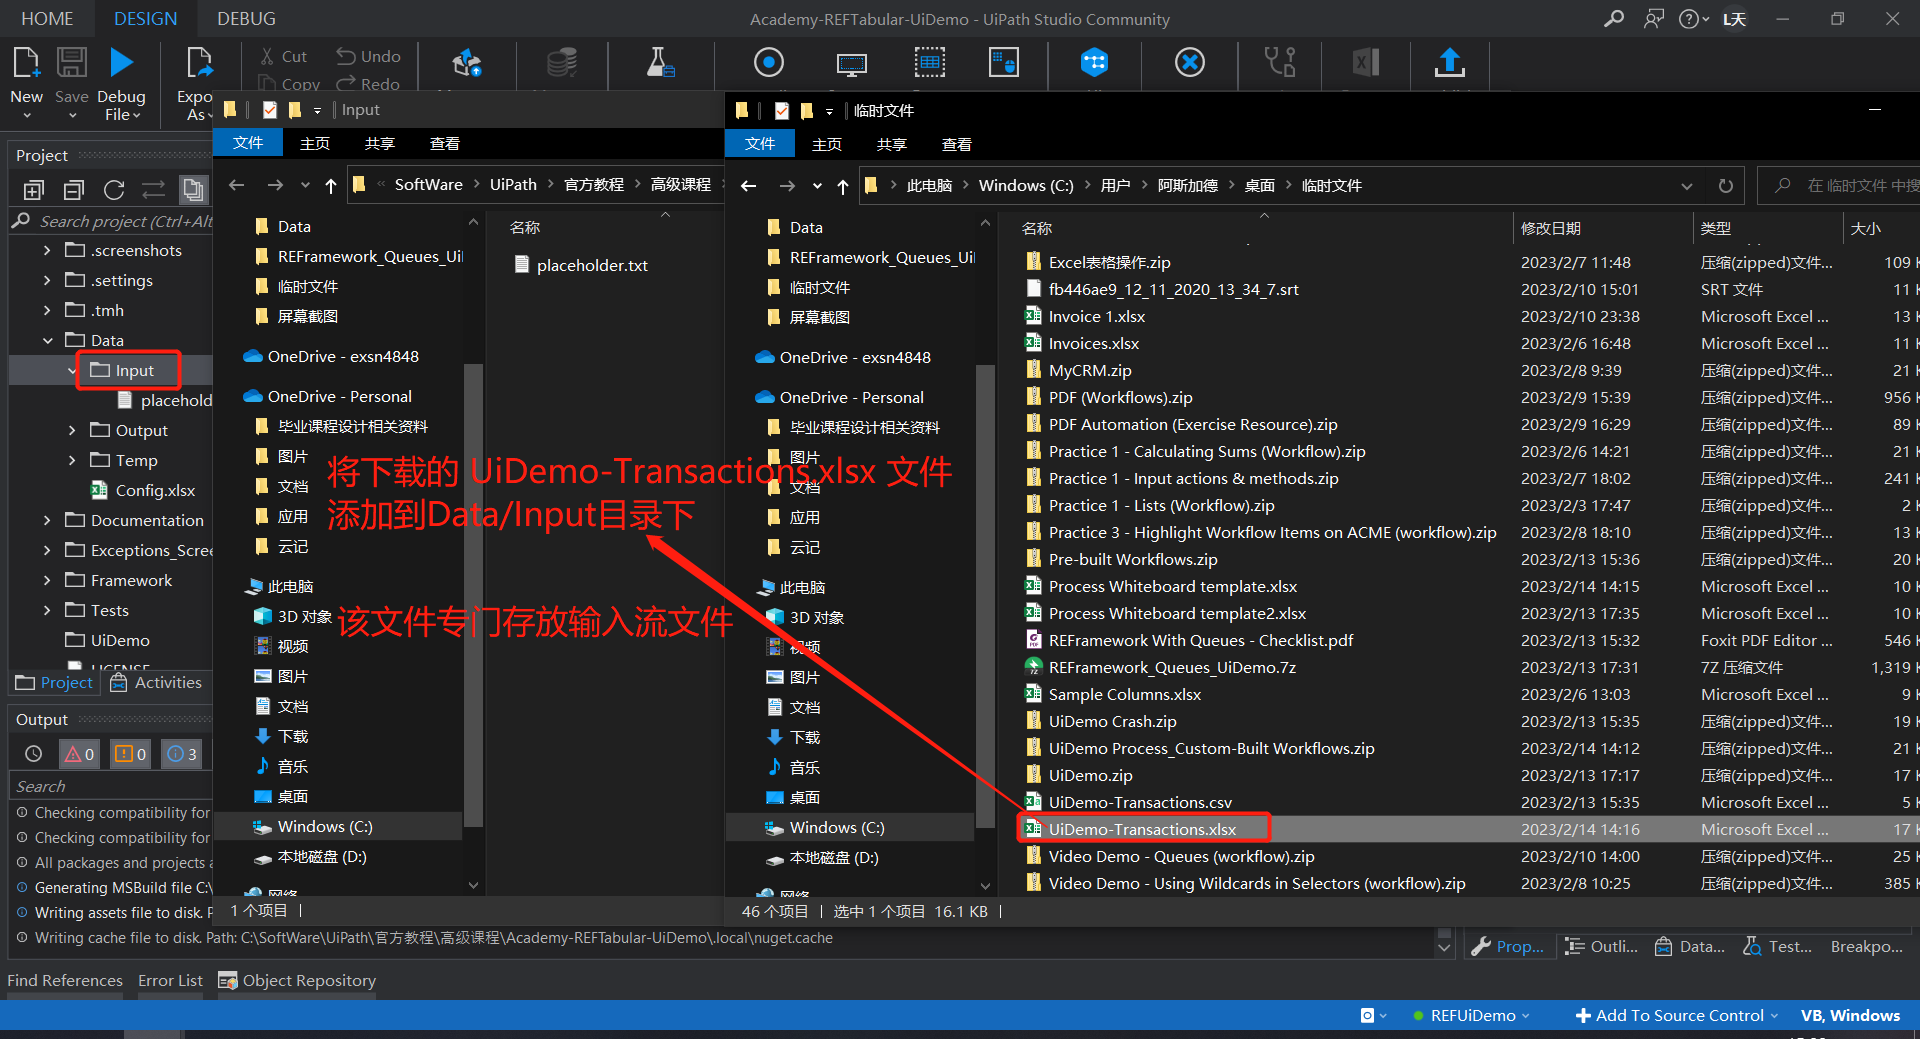 HOME DESIGN DEBUG
Academy-REFTabular-UiDemo - UiPath Studio Community
L天
New Save Debug File
Expo
As
Cut
Undo
Copy
Redo
Project
Search project (Ctrl+Alt
.screenshots
.settings
.tmh
Data
Input
placehold
Output
Temp
Config.xlsx
Documentation
Exceptions_Scree
Framework
Tests
UiDemo
LICENSE
Project Activities
Output
0 0 3
Search
Checking compatibility for
Checking compatibility for
All packages and projects a
Generating MSBuild file C:\
Writing assets file to disk. P
Writing cache file to disk. Path: C:\SoftWare\UiPath\官方教程\高级课程\Academy-REFTabular-UiDemo\.local\nuget.cache
Input
文件 主页 共享 查看
« SoftWare UiPath 官方教程 高级课程
Data
REFramework_Queues_Ui
临时文件
屏幕截图
OneDrive - exsn4848
OneDrive - Personal
毕业课程设计相关资料
图片
文档
应用
云记
此电脑
3D 对象
视频
图片
文档
下载
音乐
桌面
Windows (C:)
本地磁盘 (D:)
网络
1 个项目
名称
placeholder.txt
将下载的 UiDemo-Transactions.xlsx 文件
添加到Data/Input目录下
该文件专门存放输入流文件
临时文件
文件 主页 共享 查看
此电脑 Windows (C:) 用户 阿斯加德 桌面 临时文件
在 临时文件 中搜
Data
REFramework_Queues_Ui
临时文件
屏幕截图
OneDrive - exsn4848
OneDrive - Personal
毕业课程设计相关资料
图片
文档
应用
云记
此电脑
3D 对象
视频
图片
文档
下载
音乐
桌面
Windows (C:)
本地磁盘 (D:)
网络
名称 修改日期 类型 大小
Excel表格操作.zip 2023/2/7 11:48 压缩(zipped)文件... 109 K
fb446ae9_12_11_2020_13_34_7.srt 2023/2/10 15:01 SRT 文件 11 K
Invoice 1.xlsx 2023/2/10 23:38 Microsoft Excel ... 13 K
Invoices.xlsx 2023/2/6 16:48 Microsoft Excel ... 11 K
MyCRM.zip 2023/2/8 9:39 压缩(zipped)文件... 21 K
PDF (Workflows).zip 2023/2/9 15:39 压缩(zipped)文件... 956 K
PDF Automation (Exercise Resource).zip 2023/2/9 16:29 压缩(zipped)文件... 89 K
Practice 1 - Calculating Sums (Workflow).zip 2023/2/6 14:21 压缩(zipped)文件... 21 K
Practice 1 - Input actions & methods.zip 2023/2/7 18:02 压缩(zipped)文件... 241 K
Practice 1 - Lists (Workflow).zip 2023/2/3 17:47 压缩(zipped)文件... 2 K
Practice 3 - Highlight Workflow Items on ACME (workflow).zip 2023/2/8 18:10 压缩(zipped)文件... 13 K
Pre-built Workflows.zip 2023/2/13 15:36 压缩(zipped)文件... 20 K
Process Whiteboard template.xlsx 2023/2/14 14:15 Microsoft Excel ... 10 K
Process Whiteboard template2.xlsx 2023/2/13 17:35 Microsoft Excel ... 10 K
REFramework With Queues - Checklist.pdf 2023/2/13 15:32 Foxit PDF Editor ... 546 K
REFramework_Queues_UiDemo.7z 2023/2/13 17:31 7Z 压缩文件 1,319 K
Sample Columns.xlsx 2023/2/6 13:03 Microsoft Excel ... 9 K
UiDemo Crash.zip 2023/2/13 15:35 压缩(zipped)文件... 19 K
UiDemo Process_Custom-Built Workflows.zip 2023/2/14 14:12 压缩(zipped)文件... 21 K
UiDemo.zip 2023/2/13 17:17 压缩(zipped)文件... 17 K
UiDemo-Transactions.csv 2023/2/13 15:35 Microsoft Excel ... 5 K
UiDemo-Transactions.xlsx 2023/2/14 14:16 Microsoft Excel ... 17 K
Video Demo - Queues (workflow).zip 2023/2/10 14:00 压缩(zipped)文件... 25 K
Video Demo - Using Wildcards in Selectors (workflow).zip 2023/2/8 10:25 压缩(zipped)文件... 385 K
46 个项目 选中 1 个项目 16.1 KB
Prop... Outli... Data... Test... Breakpo...
Find References Error List Object Repository
REFUiDemo Add To Source Control VB, Windows